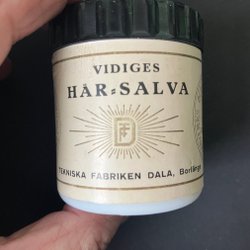 VIDIGES
HÅR=SALVA
TEKNISKA FABRIKEN DALA, Borlänge